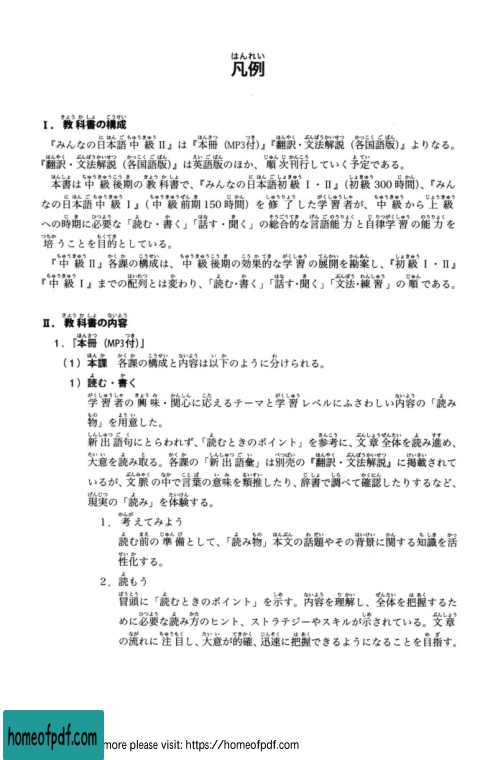 凡例
Ⅰ．教科書の構成
『みんなの日本語中級Ⅱ』は『本冊（MP3付）』『翻訳・文法解説（各国語版）』よりなる。
『翻訳・文法解説（各国語版）』は英語版のほか、順次刊行していく予定である。
本書は中級後期の教科書で、『みんなの日本語初級Ⅰ・Ⅱ』（初級300時間）、『みん
なの日本語中級Ⅰ』（中級前期150時間）を修了した学習者が、中級から上級
への時期に必要な「読む・書く」「話す・聞く」の総合的な言語能力と自律学習の能力を
培うことを目的としている。
『中級Ⅱ』各課の構成は、中級後期の効果的な学習の展開を勘案し、『初級Ⅰ・Ⅱ』
『中級Ⅰ』までの配列とは変わり、「読む・書く」「話す・聞く」「文法・練習」の順である。
Ⅱ．教科書の内容
1．『本冊（MP3付）』
（1）本課　各課の構成と内容は以下のように分けられる。
1）読む・書く
学習者の興味・関心に応えるテーマと学習レベルにふさわしい内容の「読み
物」を用意した。
新出語句にとらわれず、「読むときのポイント」を参考に、文章全体を読み進め、
大意を読み取る。各課の「新出語彙」は別売の『翻訳・文法解説』に掲載されて
いるが、文脈の中で言葉の意味を類推したり、辞書で調べて確認したりするなど、
現実の「読み」を体験する。
1．考えてみよう
読む前の準備として、「読み物」本文の話題やその背景に関する知識を活
性化する。
2．読もう
冒頭に「読むときのポイント」を示す。内容を理解し、全体を把握するた
めに必要な読み方のヒント、ストラテジーやスキルが示されている。文章
の流れに注目し、大意が的確、迅速に把握できるようになることを目指す。
homeofpdf.com
more please visit: https://homeofpdf.com